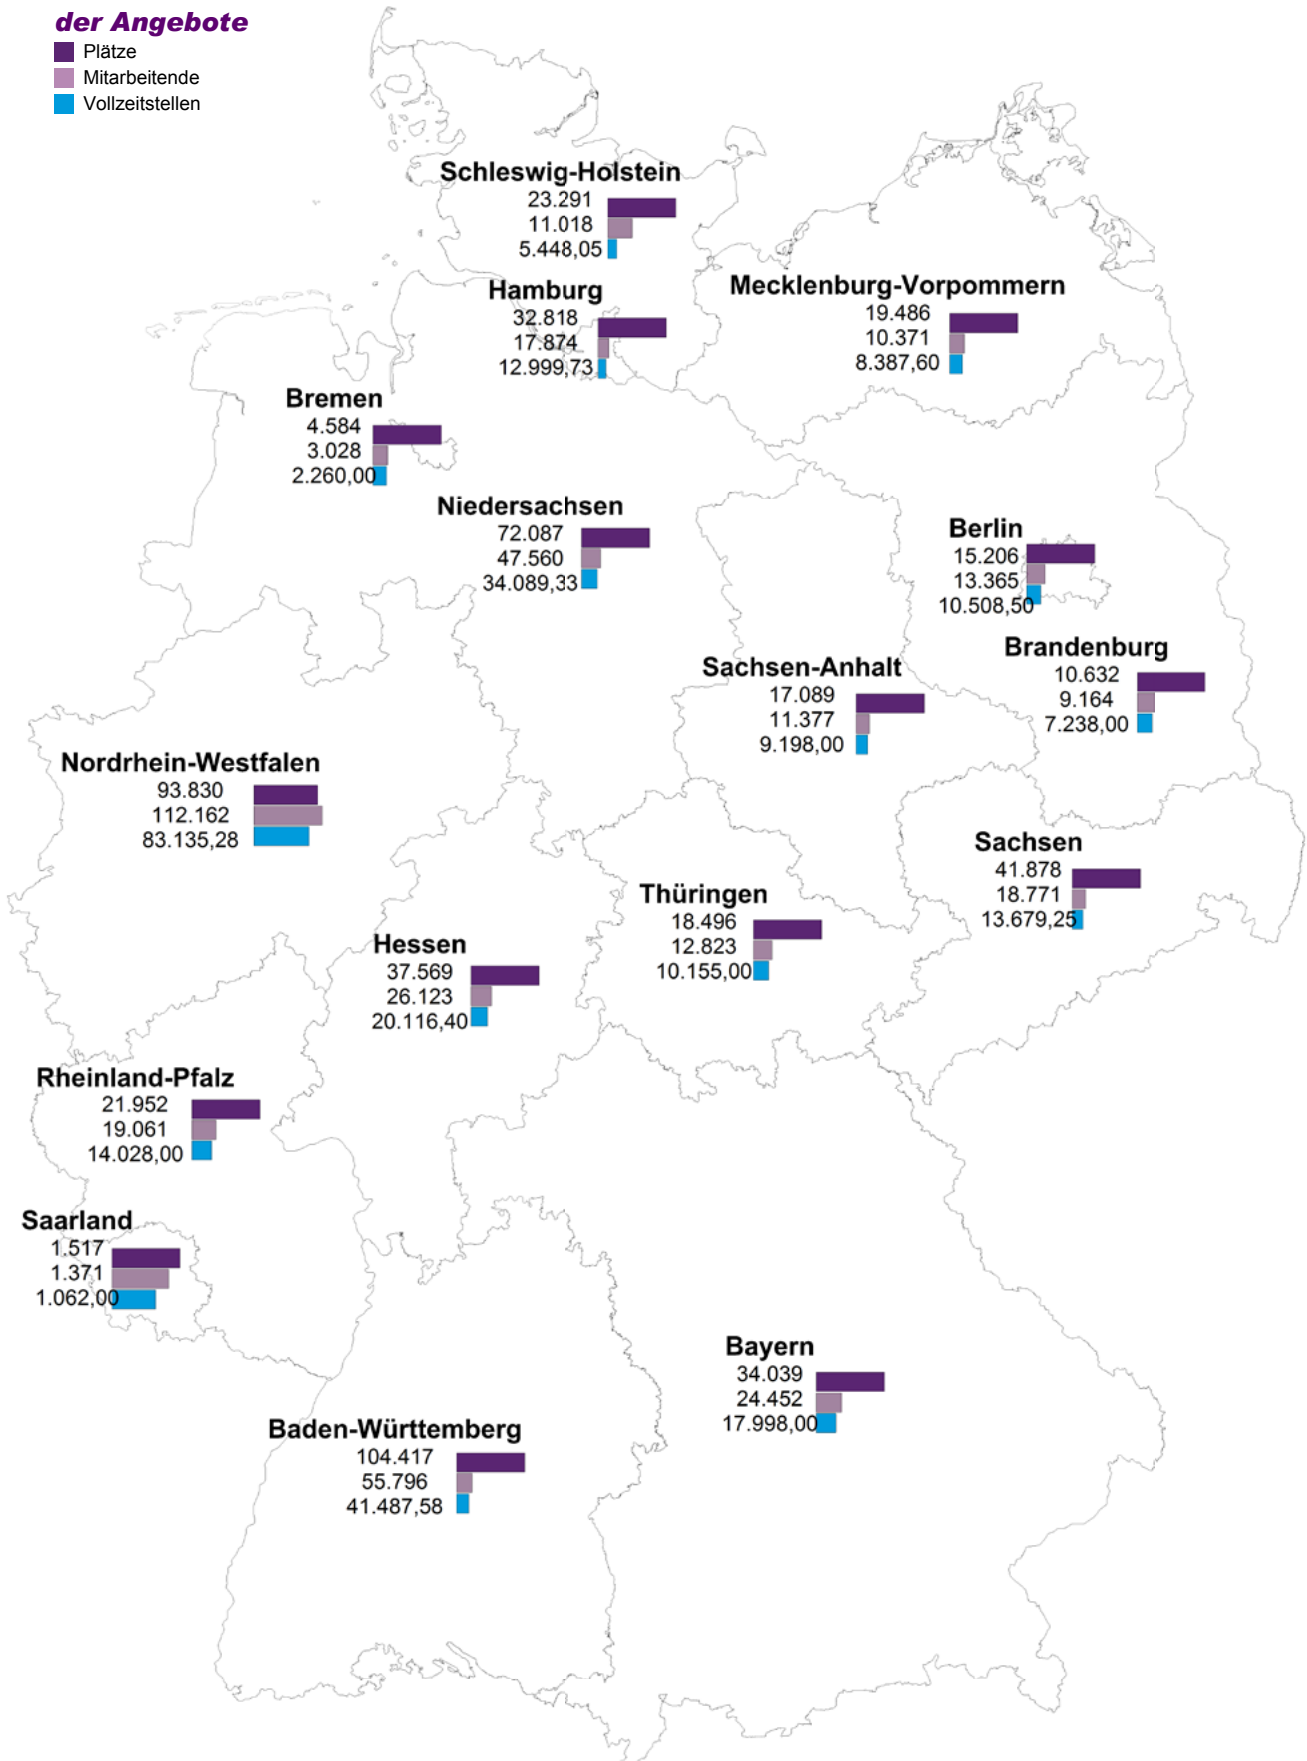 der Angebote
Plätze
Mitarbeitende
Vollzeitstellen
Schleswig-Holstein
23.291
11.018
5.448,05
Hamburg
32.818
17.874
12.999,73
Mecklenburg-Vorpommern
19.486
10.371
8.387,60
Bremen
4.584
3.028
2.260,00
Niedersachsen
72.087
47.560
34.089,33
Berlin
15.206
13.365
10.508,50
Brandenburg
10.632
9.164
7.238,00
Sachsen-Anhalt
17.089
11.377
9.198,00
Nordrhein-Westfalen
93.830
112.162
83.135,28
Sachsen
41.878
18.771
13.679,25
Thüringen
18.496
12.823
10.155,00
Hessen
37.569
26.123
20.116,40
Rheinland-Pfalz
21.952
19.061
14.028,00
Saarland
1.517
1.371
1.062,00
Bayern
34.039
24.452
17.998,00
Baden-Württemberg
104.417
55.796
41.487,58